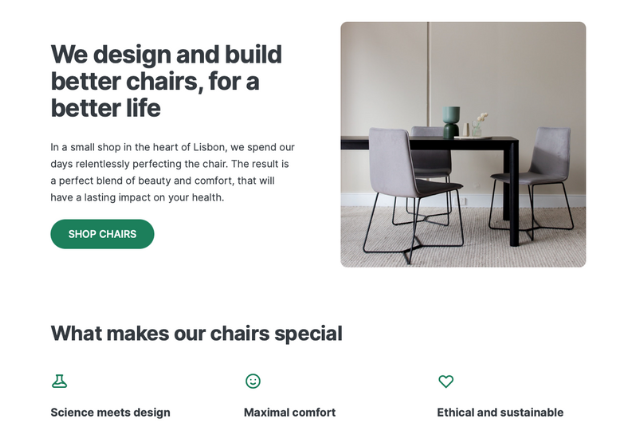 We design and build
better chairs, for a
better life
In a small shop in the heart of Lisbon, we spend our
days relentlessly perfecting the chair. The result is
a perfect blend of beauty and comfort, that will
have a lasting impact on your health.
SHOP CHAIRS
What makes our chairs special
Science meets design
Maximal comfort
Ethical and sustainable